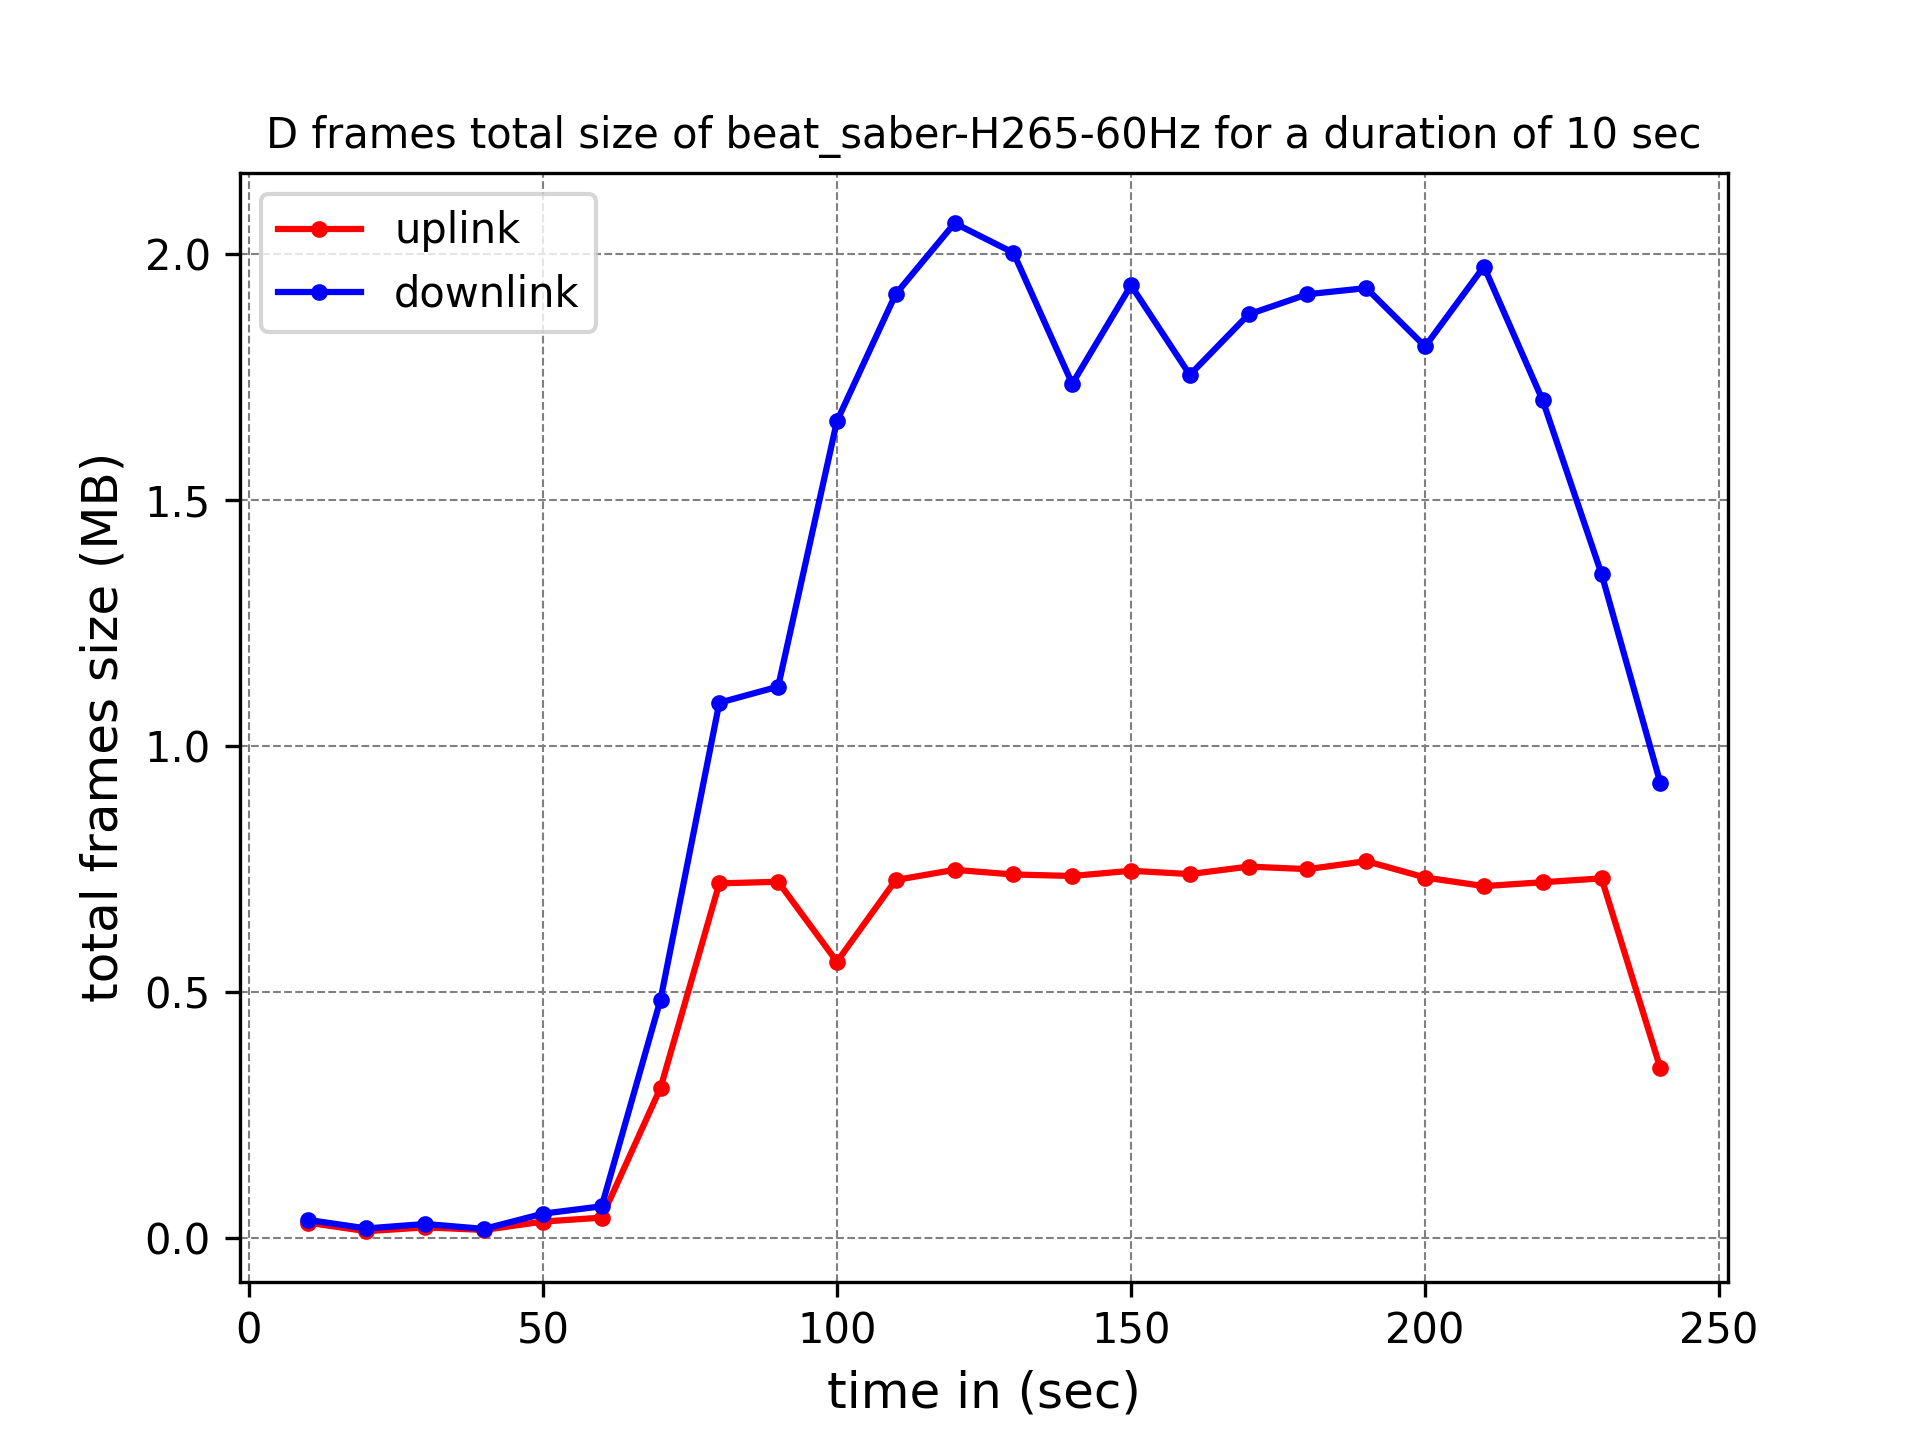 D frames total size of beat_saber-H265-60Hz for a duration of 10 sec
uplink
downlink
total frames size (MB)
2.0
1.5
1.0
0.5
0.0
0 50 100 150 200 250
time in (sec)